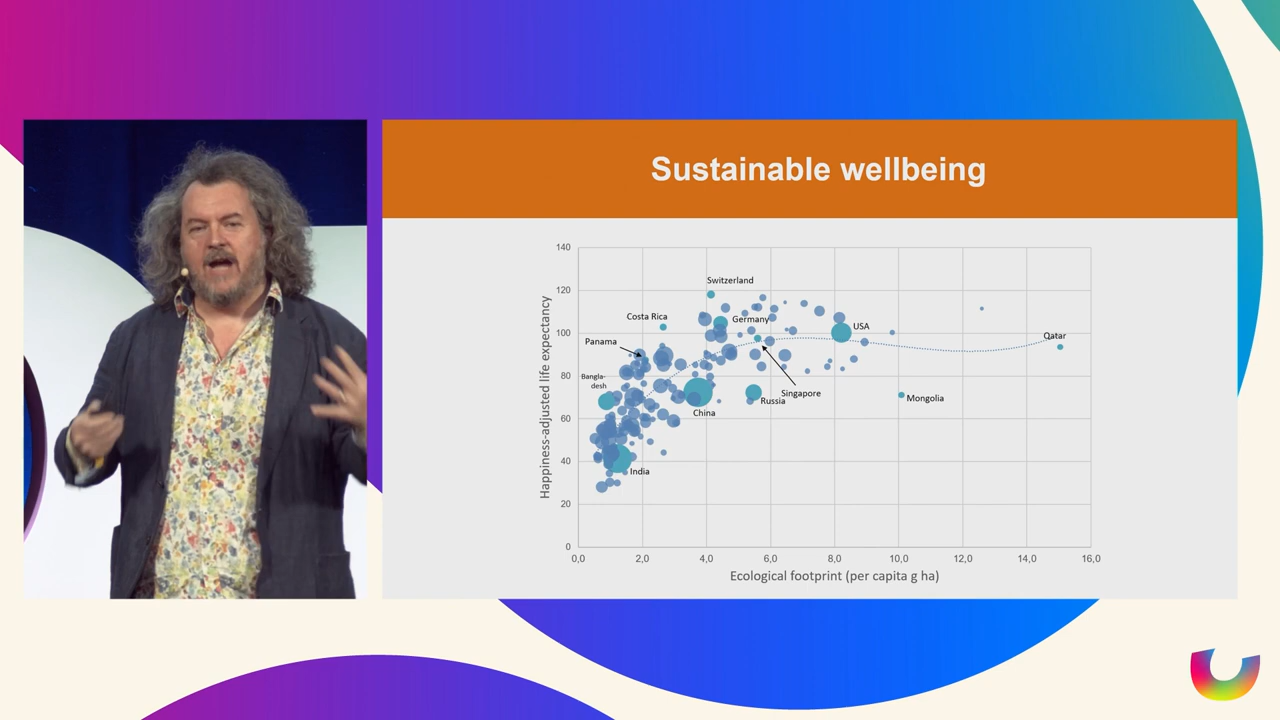 Sustainable wellbeing
140
120
100
80
60
40
20
0
Happiness-adjusted life expectancy
Switzerland
Costa Rica
Germany
USA
Panama
Qatar
Bangla-
desh
Singapore
Mongolia
Russia
China
India
0,0 2,0 4,0 6,0 8,0 10,0 12,0 14,0 16,0
Ecological footprint (per capita g ha)